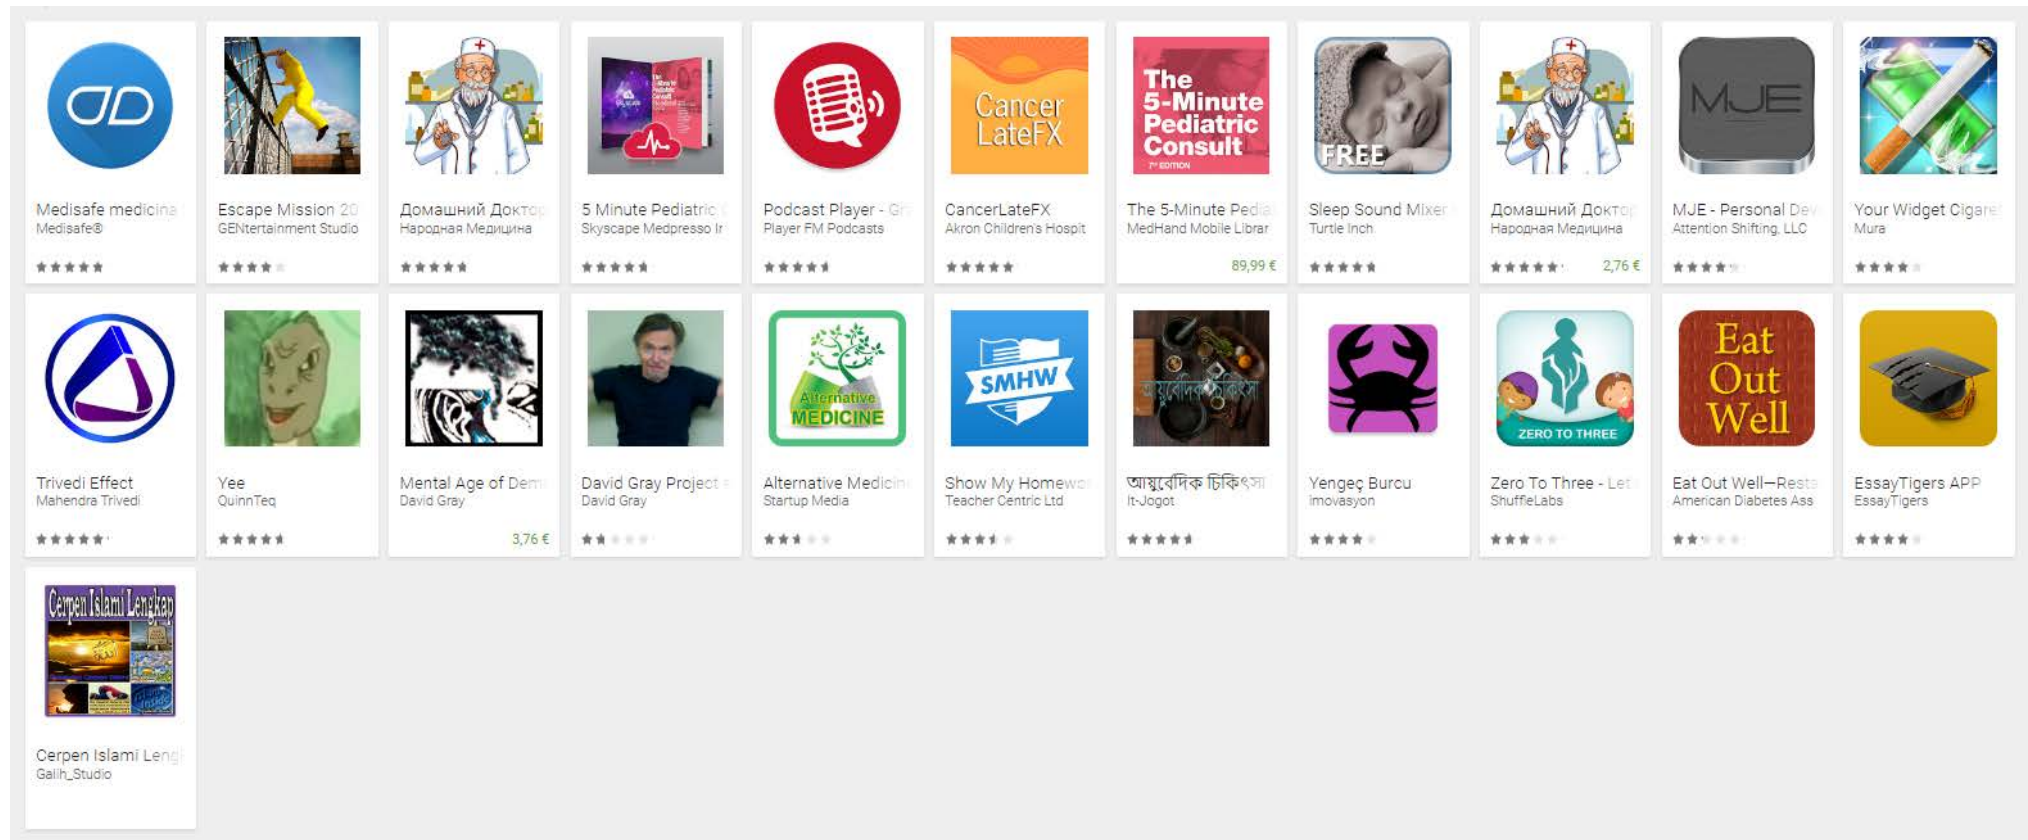 Cancer
LateFX
The
5-Minute
Pediatric
Consult
7TH EDITION
FREE
MJE
Medisafe medicina
Medisafe®
Escape Mission 20
GENtertainment Studio
Домашний Доктор
Народная Медицина
5 Minute Pediatric
Skyscape Medpresso Ir
Podcast Player - Gr
Player FM Podcasts
CancerLateFX
Akron Children's Hospit
The 5-Minute Pedia
MedHand Mobile Librar
89,99 €
Sleep Sound Mixer
Turtle Inch
Домашний Доктор
Народная Медицина
2,76 €
MJE - Personal Dev
Attention Shifting, LLC
Your Widget Cigare
Mura
Alternative
MEDICINE
SMHW
আয়ুর্বেদিক চিকিৎসা
ZERO TO THREE
Eat
Out
Well
Trivedi Effect
Mahendra Trivedi
Yee
QuinnTeq
Mental Age of Dem
David Gray
3,76 €
David Gray Project
David Gray
Alternative Medicin
Startup Media
Show My Homewo
Teacher Centric Ltd
আয়ুর্বেদিক চিকিৎসা
It-Jogot
Yengeç Burcu
imovasyon
Zero To Three - Let
ShuffleLabs
Eat Out Well—Resta
American Diabetes Ass
EssayTigers APP
EssayTigers
Cerpen Islami Lengkap
Cerpen Islami Leng
Galih_Studio